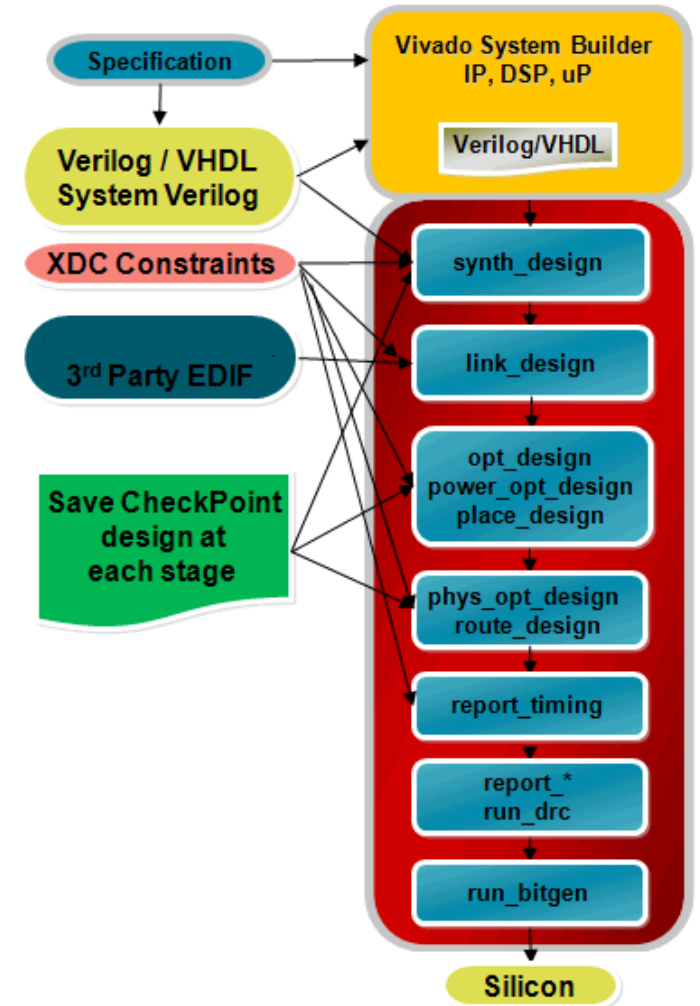 Specification
Vivado System Builder
IP, DSP, uP
Verilog/VHDL
Verilog / VHDL
System Verilog
XDC Constraints
3rd Party EDIF
Save CheckPoint
design at
each stage
synth_design
link_design
opt_design
power_opt_design
place_design
phys_opt_design
route_design
report_timing
report_*
run_drc
run_bitgen
Silicon